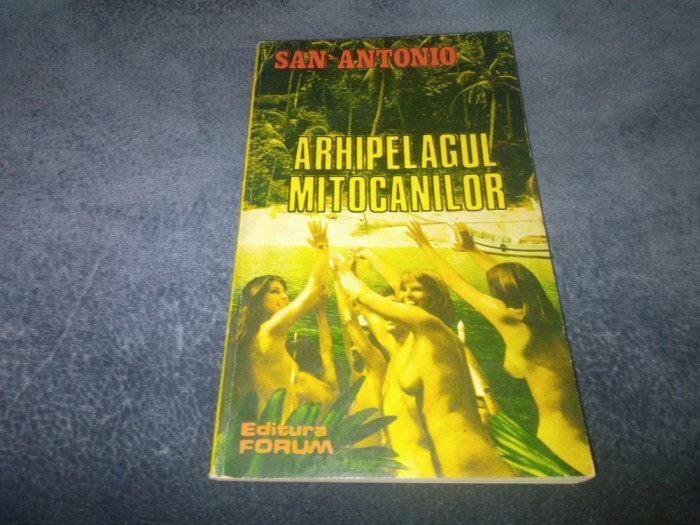 SAN-ANTONIO
ARHIPELAGUL
MITOCANILOR
Editura
FORUM